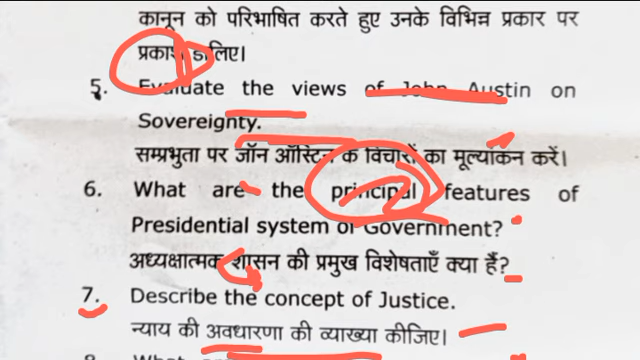 कानून को परिभाषित करते हुए उनके विभिन्न प्रकार पर
प्रकाश डालिए।
5. Evaluate the views of John Austin on
Sovereignty.
सम्प्रभुता पर जॉन ऑस्टिन के विचारों का मूल्यांकन करें।
6. What are the principal features of
Presidential system of Government?
अध्यक्षात्मक शासन की प्रमुख विशेषताएँ क्या हैं?
7. Describe the concept of Justice.
न्याय की अवधारणा की व्याख्या कीजिए।
8. What